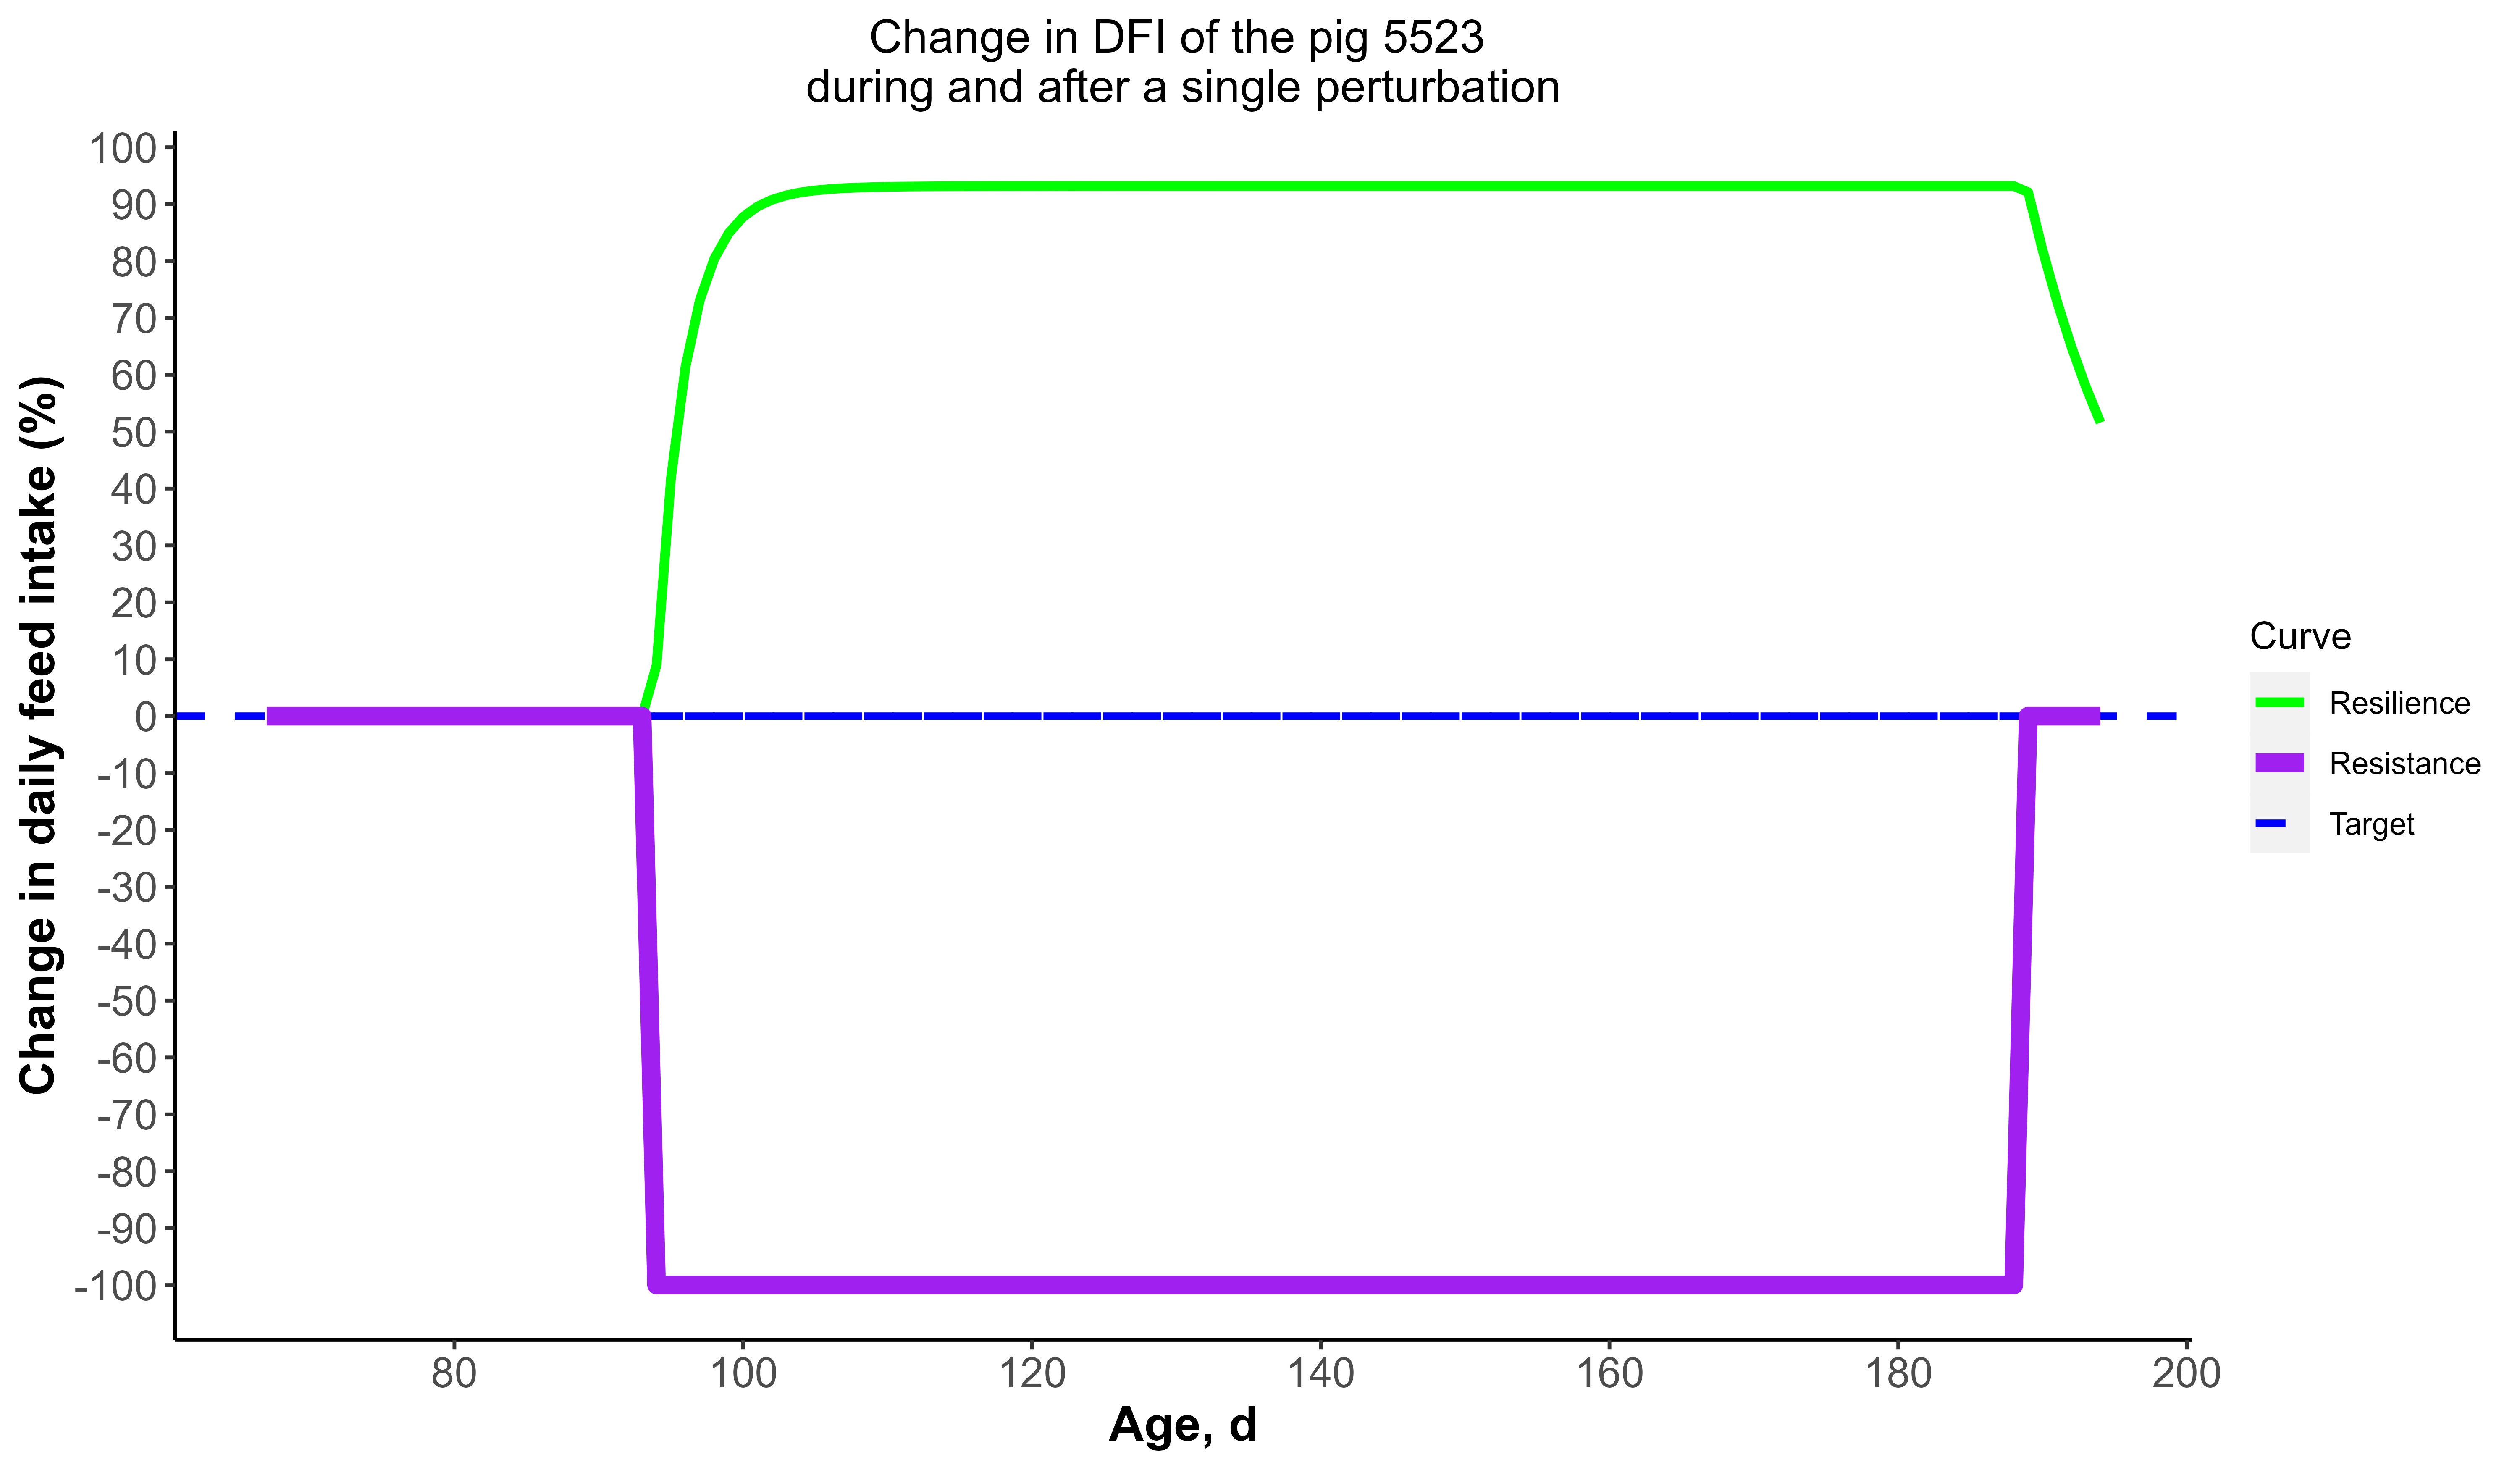 Change in DFI of the pig 5523
during and after a single perturbation
Change in daily feed intake (%)
100
90
80
70
60
50
40
30
20
10
0
-10
-20
-30
-40
-50
-60
-70
-80
-90
-100
80 100 120 140 160 180 200
Age, d
Curve
Resilience
Resistance
Target